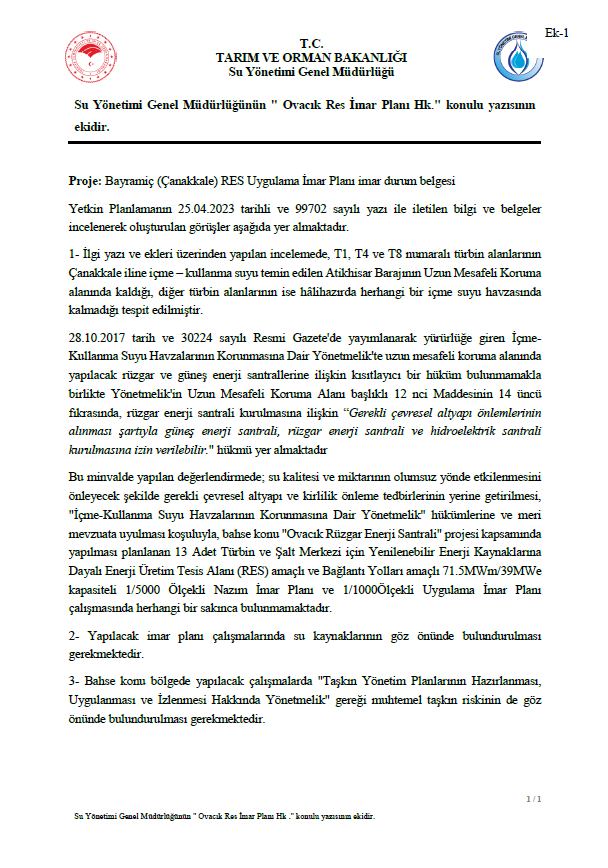 Ek-1
T.C.
TARIM VE ORMAN BAKANLIĞI
Su Yönetimi Genel Müdürlüğü
Su Yönetimi Genel Müdürlüğünün " Ovacık Res İmar Planı Hk." konulu yazısının
ekidir.
Proje: Bayramiç (Çanakkale) RES Uygulama İmar Planı imar durum belgesi
Yetkin Planlamanın 25.04.2023 tarihli ve 99702 sayılı yazı ile iletilen bilgi ve belgeler
incelenerek oluşturulan görüşler aşağıda yer almaktadır.
1- İlgi yazı ve ekleri üzerinden yapılan incelemede, T1, T4 ve T8 numaralı türbin alanlarının
Çanakkale iline içme – kullanma suyu temin edilen Atikhisar Barajının Uzun Mesafeli Koruma
alanında kaldığı, diğer türbin alanlarının ise hâlihazırda herhangi bir içme suyu havzasında
kalmadığı tespit edilmiştir.
28.10.2017 tarih ve 30224 sayılı Resmi Gazete'de yayımlanarak yürürlüğe giren İçme-
Kullanma Suyu Havzalarının Korunmasına Dair Yönetmelik'te uzun mesafeli koruma alanında
yapılacak rüzgar ve güneş enerji santrallerine ilişkin kısıtlayıcı bir hüküm bulunmamakla
birlikte Yönetmelik'in Uzun Mesafeli Koruma Alanı başlıklı 12 nci Maddesinin 14 üncü
fıkrasında, rüzgar enerji santrali kurulmasına ilişkin “Gerekli çevresel altyapı önlemlerinin
alınması şartıyla güneş enerji santrali, rüzgar enerji santrali ve hidroelektrik santrali
kurulmasına izin verilebilir." hükmü yer almaktadır
Bu minvalde yapılan değerlendirmede; su kalitesi ve miktarının olumsuz yönde etkilenmesini
önleyecek şekilde gerekli çevresel altyapı ve kirlilik önleme tedbirlerinin yerine getirilmesi,
"İçme-Kullanma Suyu Havzalarının Korunmasına Dair Yönetmelik" hükümlerine ve meri
mevzuata uyulması koşuluyla, bahse konu "Ovacık Rüzgar Enerji Santrali" projesi kapsamında
yapılması planlanan 13 Adet Türbin ve Şalt Merkezi için Yenilenebilir Enerji Kaynaklarına
Dayalı Enerji Üretim Tesis Alanı (RES) amaçlı ve Bağlantı Yolları amaçlı 71.5MWm/39MWe
kapasiteli 1/5000 Ölçekli Nazım İmar Planı ve 1/1000Ölçekli Uygulama İmar Planı
çalışmasında herhangi bir sakınca bulunmamaktadır.
2- Yapılacak imar planı çalışmalarında su kaynaklarının göz önünde bulundurulması
gerekmektedir.
3- Bahse konu bölgede yapılacak çalışmalarda "Taşkın Yönetim Planlarının Hazırlanması,
Uygulanması ve İzlenmesi Hakkında Yönetmelik" gereği muhtemel taşkın riskinin de göz
önünde bulundurulması gerekmektedir.
1 / 1
Su Yönetimi Genel Müdürlüğünün " Ovacık Res İmar Planı Hk ." konulu yazısının ekidir.